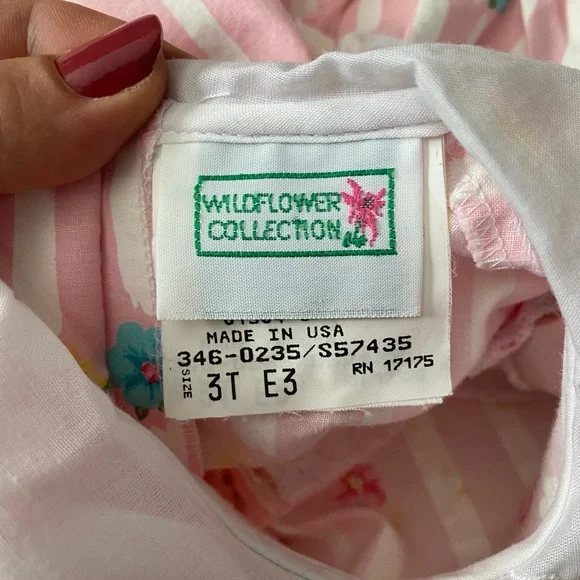 WILDFLOWER
COLLECTION
MADE IN USA
346-0235/S57435
RN 17175
SIZE
3T E3